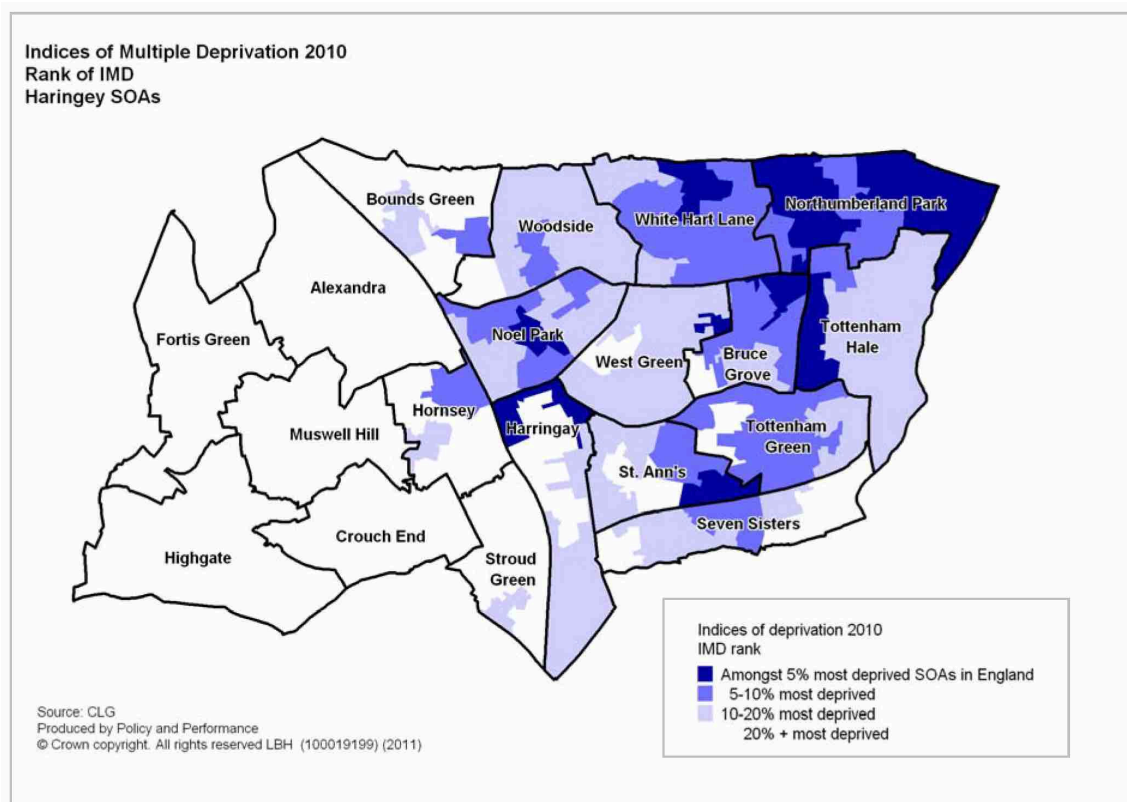 Indices of Multiple Deprivation 2010
Rank of IMD
Haringey SOAs
Bounds Green
Woodside
White Hart Lane
Northumberland Park
Alexandra
Fortis Green
Noel Park
West Green
Bruce
Grove
Tottenham
Hale
Muswell Hill
Hornsey
Harringay
Tottenham
Green
St. Ann's
Seven Sisters
Crouch End
Highgate
Stroud
Green
Indices of deprivation 2010
IMD rank
Amongst 5% most deprived SOAs in England
5-10% most deprived
10-20% most deprived
20% + most deprived
Source: CLG
Produced by Policy and Performance
© Crown copyright. All rights reserved LBH (100019199) (2011)